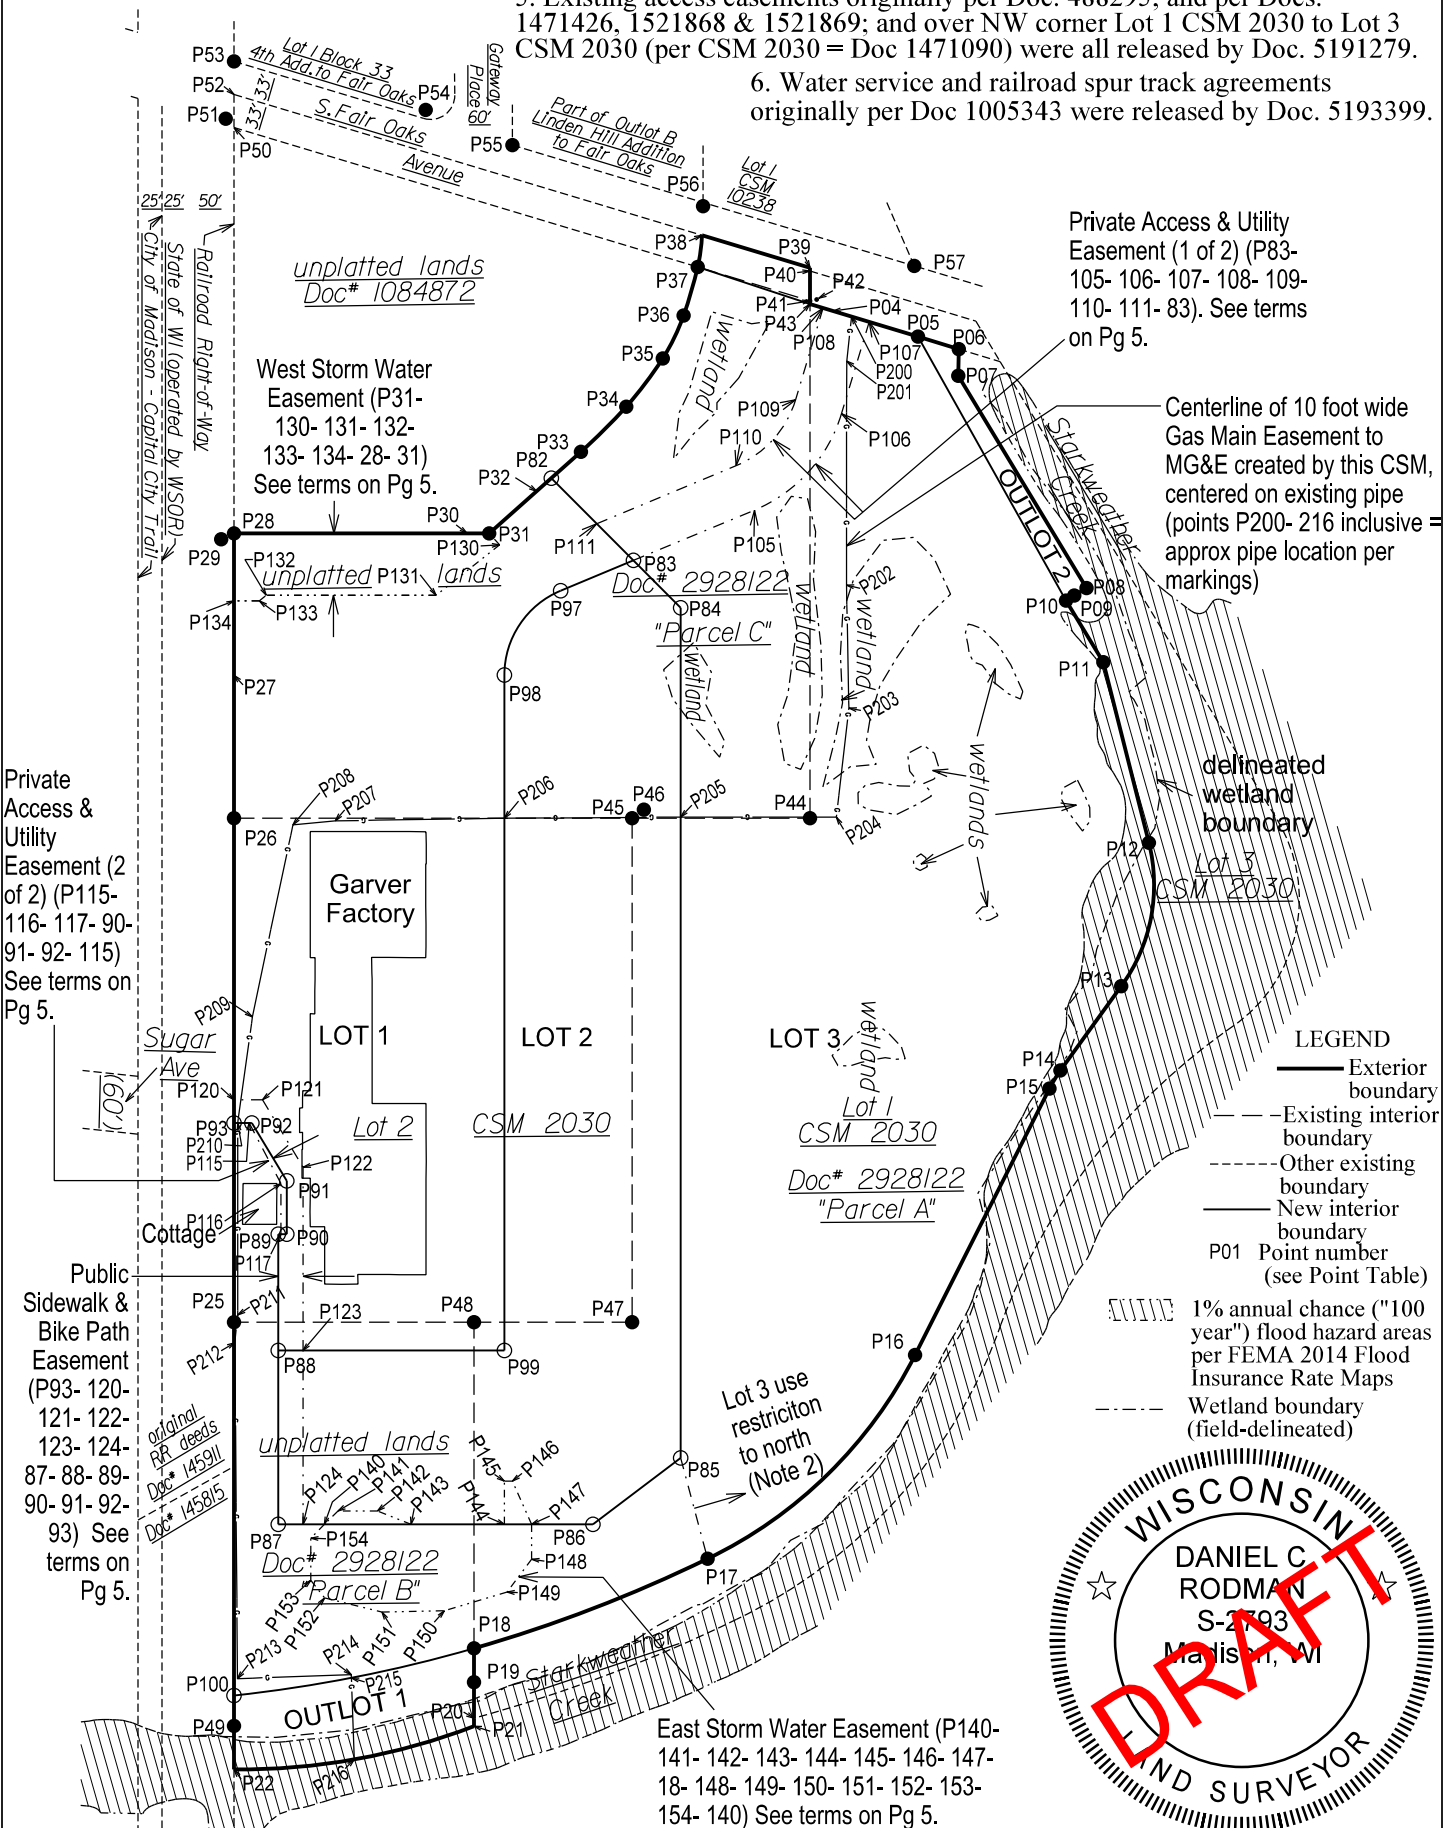 5. Existing access easements originally per Doc. 488295; and per Docs.
1471426, 1521868 & 1521869; and over NW corner Lot 1 CSM 2030 to Lot 3
CSM 2030 (per CSM 2030 = Doc 1471090) were all released by Doc. 5191279.
6. Water service and railroad spur track agreements
originally per Doc 1005343 were released by Doc. 5193399.
P53
P52
P51
P50
33' 33'
Lot 1 Block 33
4th Add. to Fair Oaks
P54
Gateway
Place
60'
S. Fair Oaks
Avenue
P55
Part of Outlot B
Linden Hill Addition
to Fair Oaks
P56
Lot 1
CSM
10238
P57
25' 25' 50'
City of Madison - Capital City Trail
State of WI (operated by WSOR)
Railroad Right-of-Way
unplatted lands
Doc# 1084872
P38
P37
P36
P35
P34
P33
P82
P32
P39
P40
P41
P42
P43
P04
P05
P06
P07
P108
P107
P200
P201
P109
P110
P106
wetland
Private Access & Utility
Easement (1 of 2) (P83-
105- 106- 107- 108- 109-
110- 111- 83). See terms
on Pg 5.
West Storm Water
Easement (P31-
130- 131- 132-
133- 134- 28- 31)
See terms on Pg 5.
Centerline of 10 foot wide
Gas Main Easement to
MG&E created by this CSM,
centered on existing pipe
(points P200- 216 inclusive =
approx pipe location per
markings)
Starkweather
Creek
OUTLOT 2
P28
P29
P30
P31
P130
P132
P131
P133
P134
unplatted lands
P111
P105
P83
P97
P84
Doc# 2928122
"Parcel C"
P98
wetland
wetland
wetland
P202
P203
P08
P09
P10
P11
P27
P208
P207
P206
P45
P46
P205
P44
P204
P26
wetlands
delineated
wetland
boundary
P12
Lot 3
CSM 2030
Private
Access &
Utility
Easement (2
of 2) (P115-
116- 117- 90-
91- 92- 115)
See terms on
Pg 5.
Garver
Factory
P209
LOT 1
LOT 2
LOT 3
wetland
P13
P14
P15
Sugar
Ave
(60')
P120
P121
P93
P92
P210
P115
Lot 2
P122
P91
P116
Cottage
P89
P90
P117
CSM 2030
Lot 1
CSM 2030
Doc# 2928122
"Parcel A"
LEGEND
Exterior
boundary
Existing interior
boundary
Other existing
boundary
New interior
boundary
P01 Point number
(see Point Table)
1% annual chance ("100
year") flood hazard areas
per FEMA 2014 Flood
Insurance Rate Maps
Wetland boundary
(field-delineated)
Public
Sidewalk &
Bike Path
Easement
(P93- 120-
121- 122-
123- 124-
87- 88- 89-
90- 91- 92-
93) See
terms on
Pg 5.
P25
P211
P212
P123
P48
P47
P88
P99
P16
original
RR deeds
Doc# 145911
Doc# 145815
unplatted lands
Lot 3 use
restriciton
to north
(Note 2)
P85
P124
P140
P141
P142
P143
P144
P145
P146
P147
P86
P87
P154
P148
P149
P17
Doc# 2928122
"Parcel B"
P153
P152
P151
P150
P18
P213
P214
P215
P19
P20
P21
P100
P49
OUTLOT 1
P22
P216
Starkweather
Creek
East Storm Water Easement (P140-
141- 142- 143- 144- 145- 146- 147-
18- 148- 149- 150- 151- 152- 153-
154- 140) See terms on Pg 5.
WISCONSIN
DANIEL C
RODMAN
S-2793
Madison, WI
LAND SURVEYOR
DRAFT